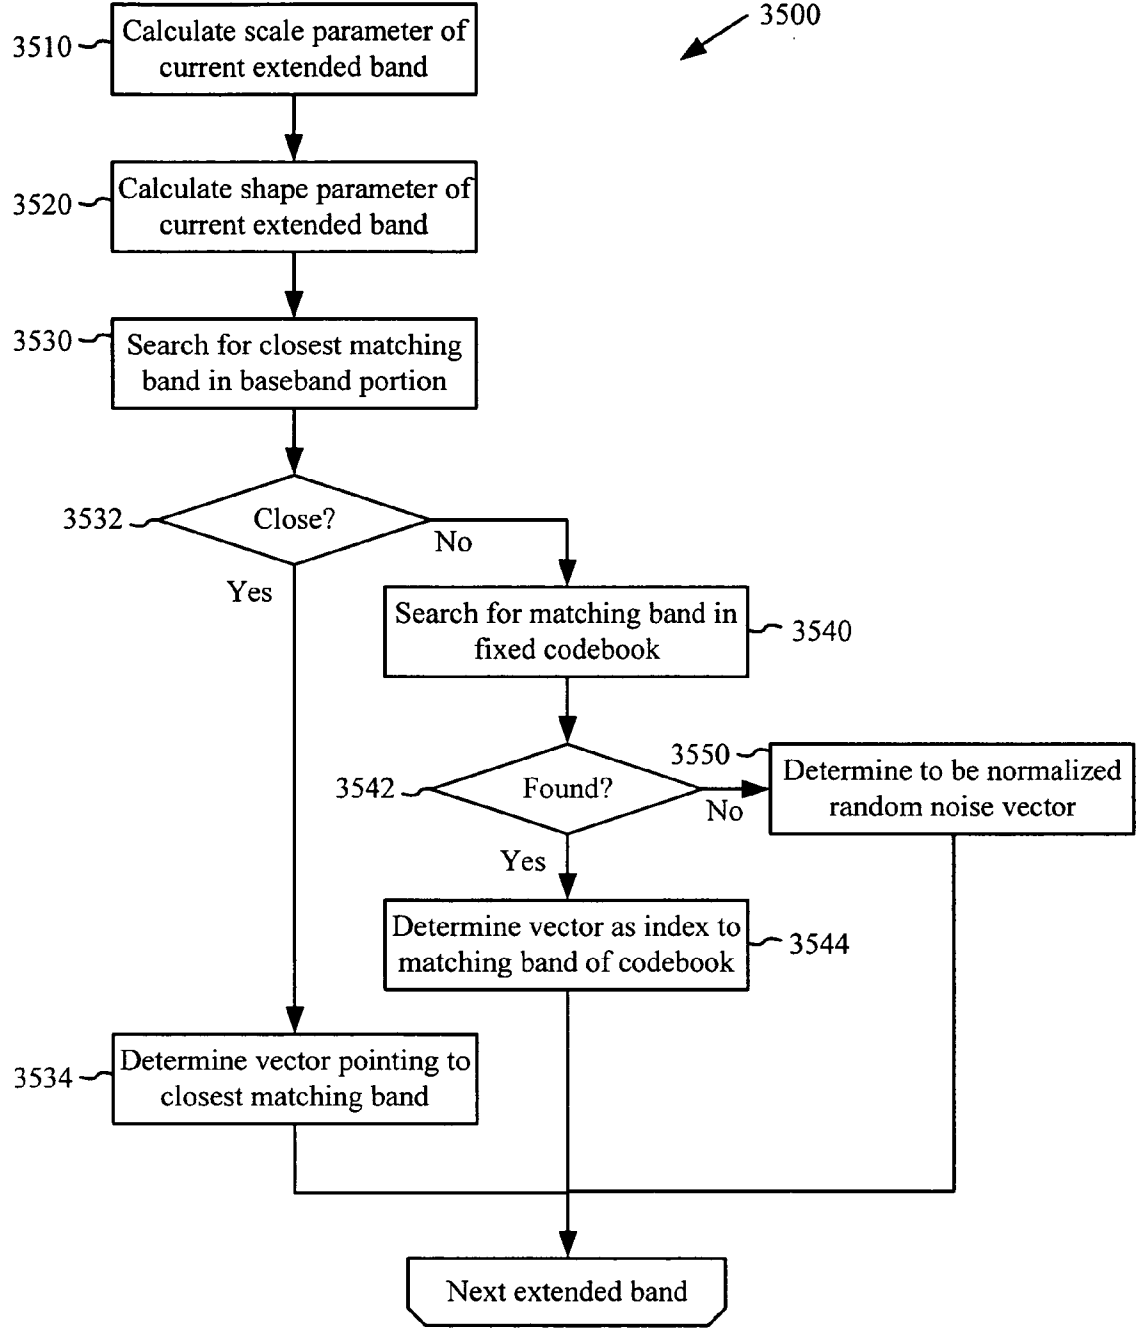 3500
3510
Calculate scale parameter of
current extended band
3520
Calculate shape parameter of
current extended band
3530
Search for closest matching
band in baseband portion
3532
Close?
No
Yes
Search for matching band in
fixed codebook
3540
3542
Found?
No
3550
Determine to be normalized
random noise vector
Yes
Determine vector as index to
matching band of codebook
3544
3534
Determine vector pointing to
closest matching band
Next extended band